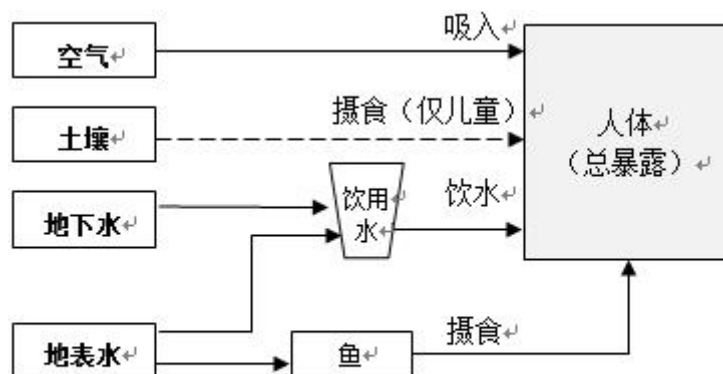 吸入
空气
摄食（仅儿童）
土壤
人体
（总暴露）
地下水
饮用
水
饮水
地表水
鱼
摄食